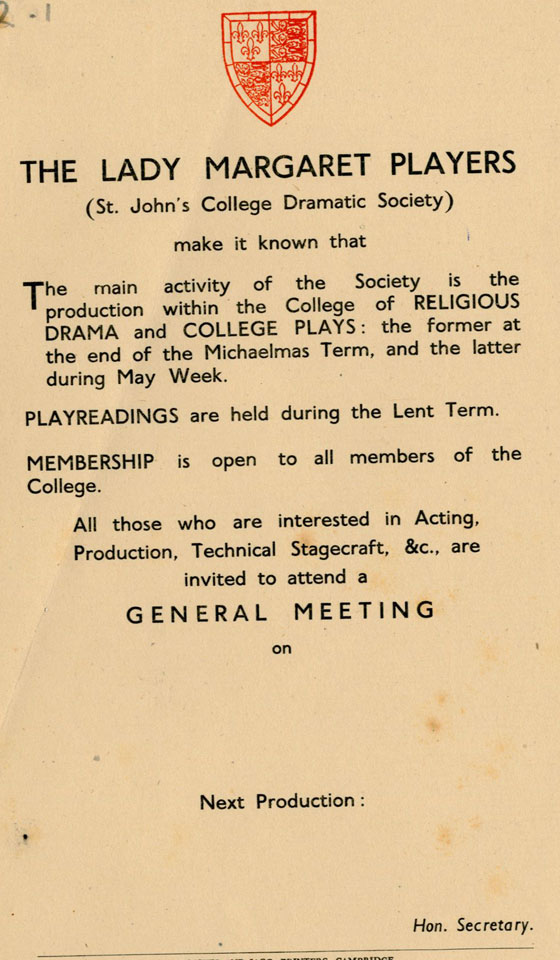 2-1
THE LADY MARGARET PLAYERS
(St. John's College Dramatic Society)
make it known that
The main activity of the Society is the
production within the College of RELIGIOUS
DRAMA and COLLEGE PLAYS: the former at
the end of the Michaelmas Term, and the latter
during May Week.
PLAYREADINGS are held during the Lent Term.
MEMBERSHIP is open to all members of the
College.
All those who are interested in Acting,
Production, Technical Stagecraft, &c., are
invited to attend a
GENERAL MEETING
on
Next Production:
Hon. Secretary.
PRINTERS, CAMBRIDGE